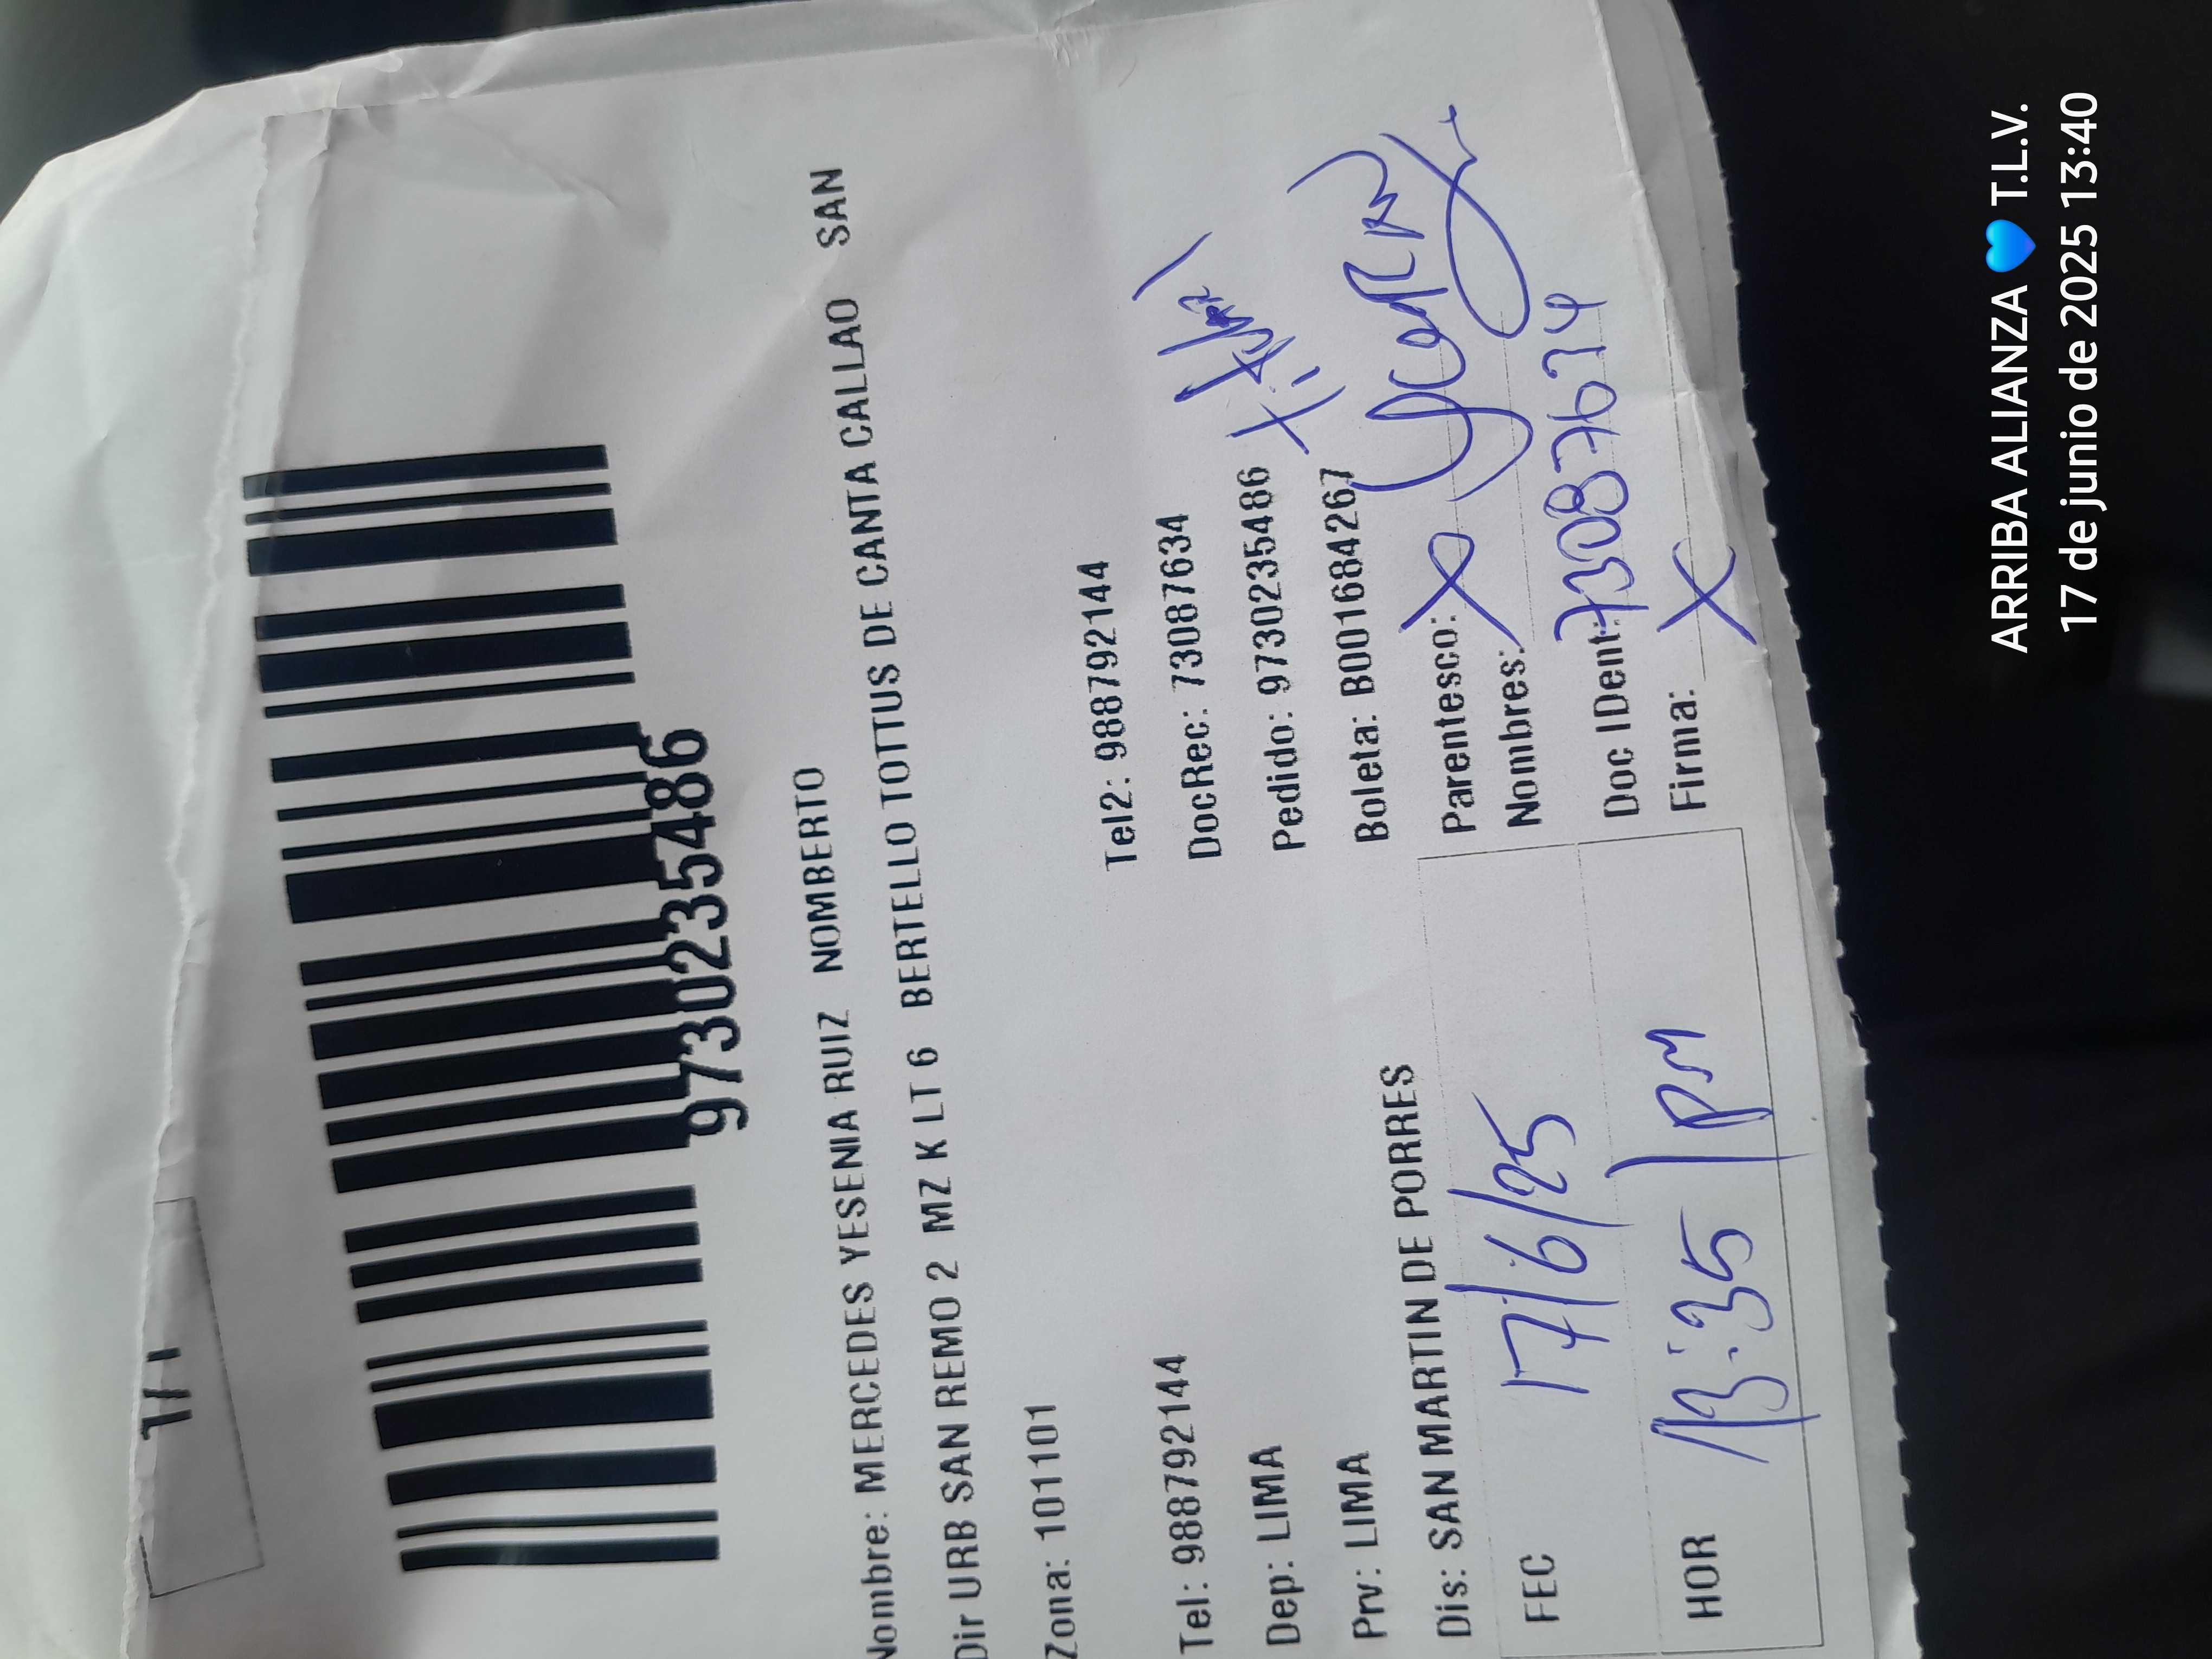 1/1
9730235486
Nombre: MERCEDES YESENIA RUIZ NOMBERTO
Dir URB SAN REMO 2 MZ K LT 6 BERTELLO TOTTUS DE CANTA CALLAO SAN
Zona: 101101
Tel: 988792144 Tel2: 988792144
Dep: LIMA DocRec: 73087634
Prv: LIMA Pedido: 9730235486
Dis: SAN MARTIN DE PORRES Boleta: B001684267
Parentesco: X
FEC 17/6/25 Nombres:
Doc IDent:
HOR 13:35 pm Firma: X
ARRIBA ALIANZA 💙 T.L.V.
17 de junio de 2025 13:40